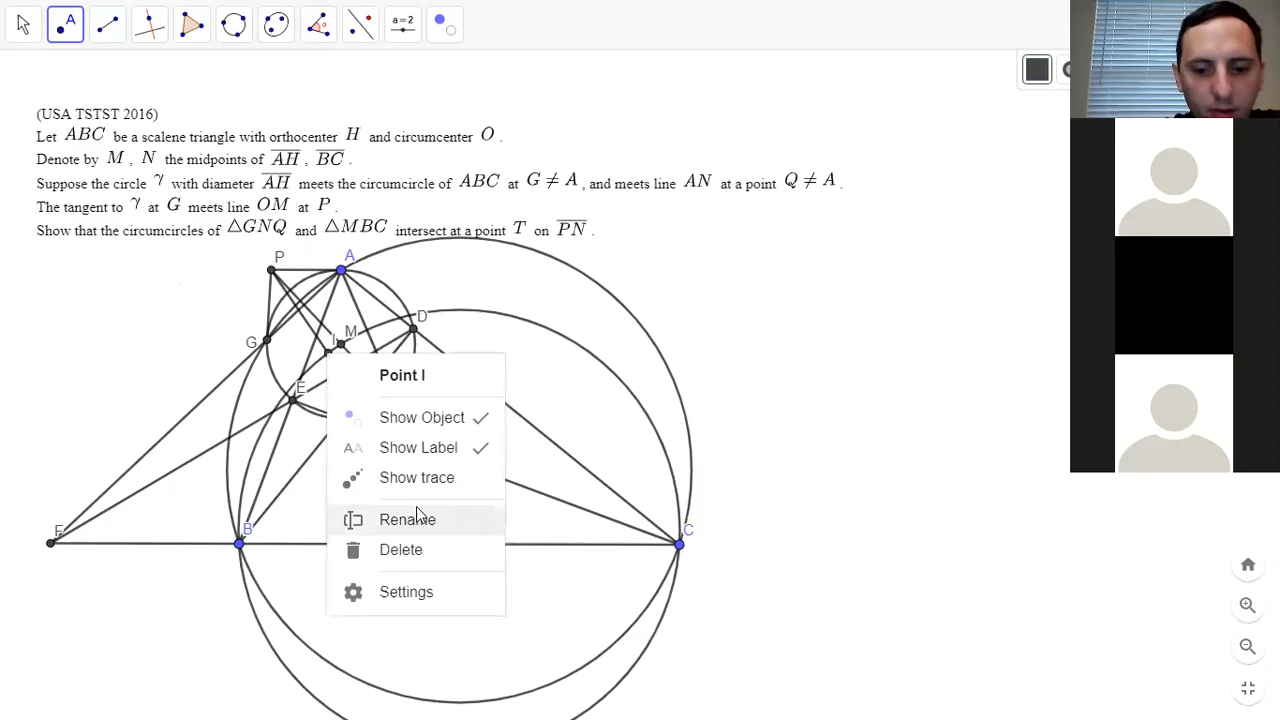 a=2
(USA TSTST 2016)
Let ABC be a scalene triangle with orthocenter H and circumcenter O .
Denote by M , N the midpoints of AH , BC .
Suppose the circle γ with diameter AH meets the circumcircle of ABC at G ≠ A , and meets line AN at a point Q ≠ A .
The tangent to γ at G meets line OM at P .
Show that the circumcircles of △GNQ and △MBC intersect at a point T on PN .
P
A
D
G
M
I
E
F
B
C
Point I
Show Object
AA Show Label
Show trace
Rename
Delete
Settings